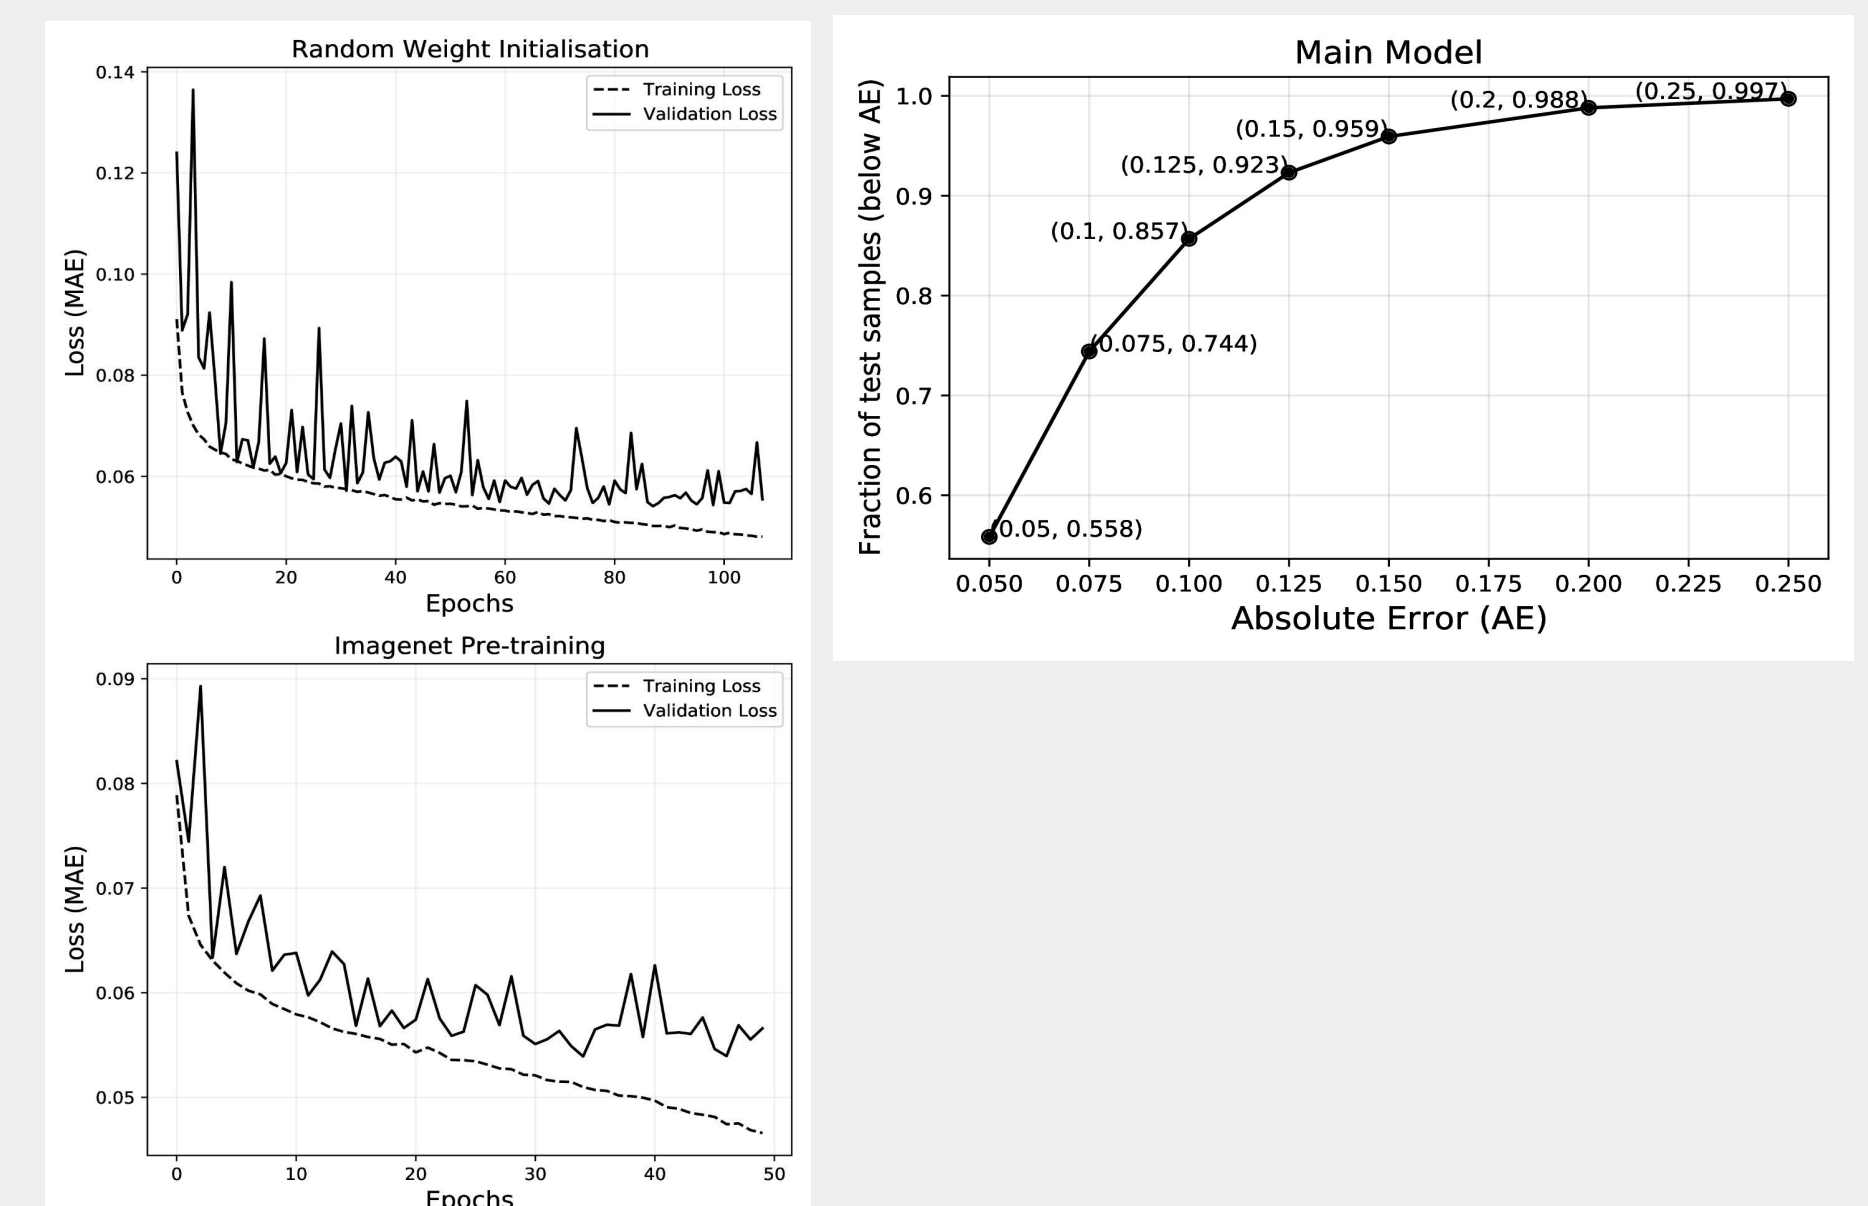 Random Weight Initialisation
0.14
0.12
0.10
0.08
0.06
Loss (MAE)
Training Loss
Validation Loss
0 20 40 60 80 100
Epochs
Imagenet Pre-training
0.09
0.08
0.07
0.06
0.05
Loss (MAE)
Training Loss
Validation Loss
0 10 20 30 40 50
Epochs
Main Model
1.0
0.9
0.8
0.7
0.6
Fraction of test samples (below AE)
(0.25, 0.997)
(0.2, 0.988)
(0.15, 0.959)
(0.125, 0.923)
(0.1, 0.857)
(0.075, 0.744)
(0.05, 0.558)
0.050 0.075 0.100 0.125 0.150 0.175 0.200 0.225 0.250
Absolute Error (AE)